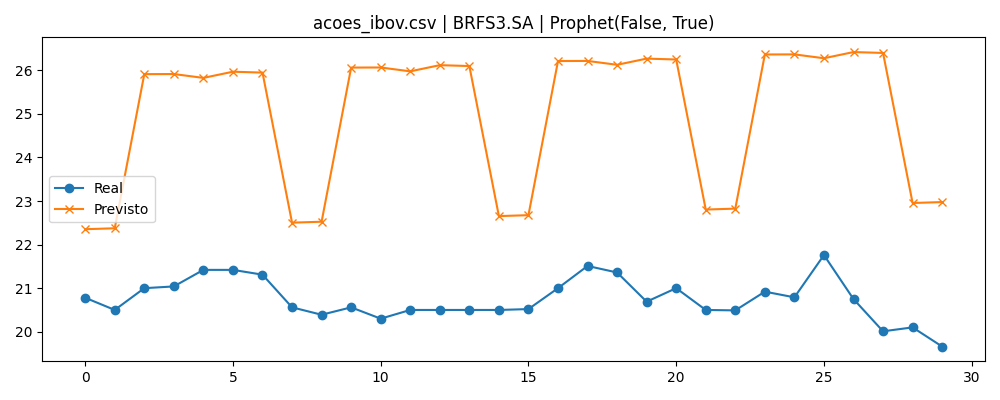 acoes_ibov.csv | BRFS3.SA | Prophet(False, True)
26
25
24
23
22
21
20
Real
Previsto
0 5 10 15 20 25 30